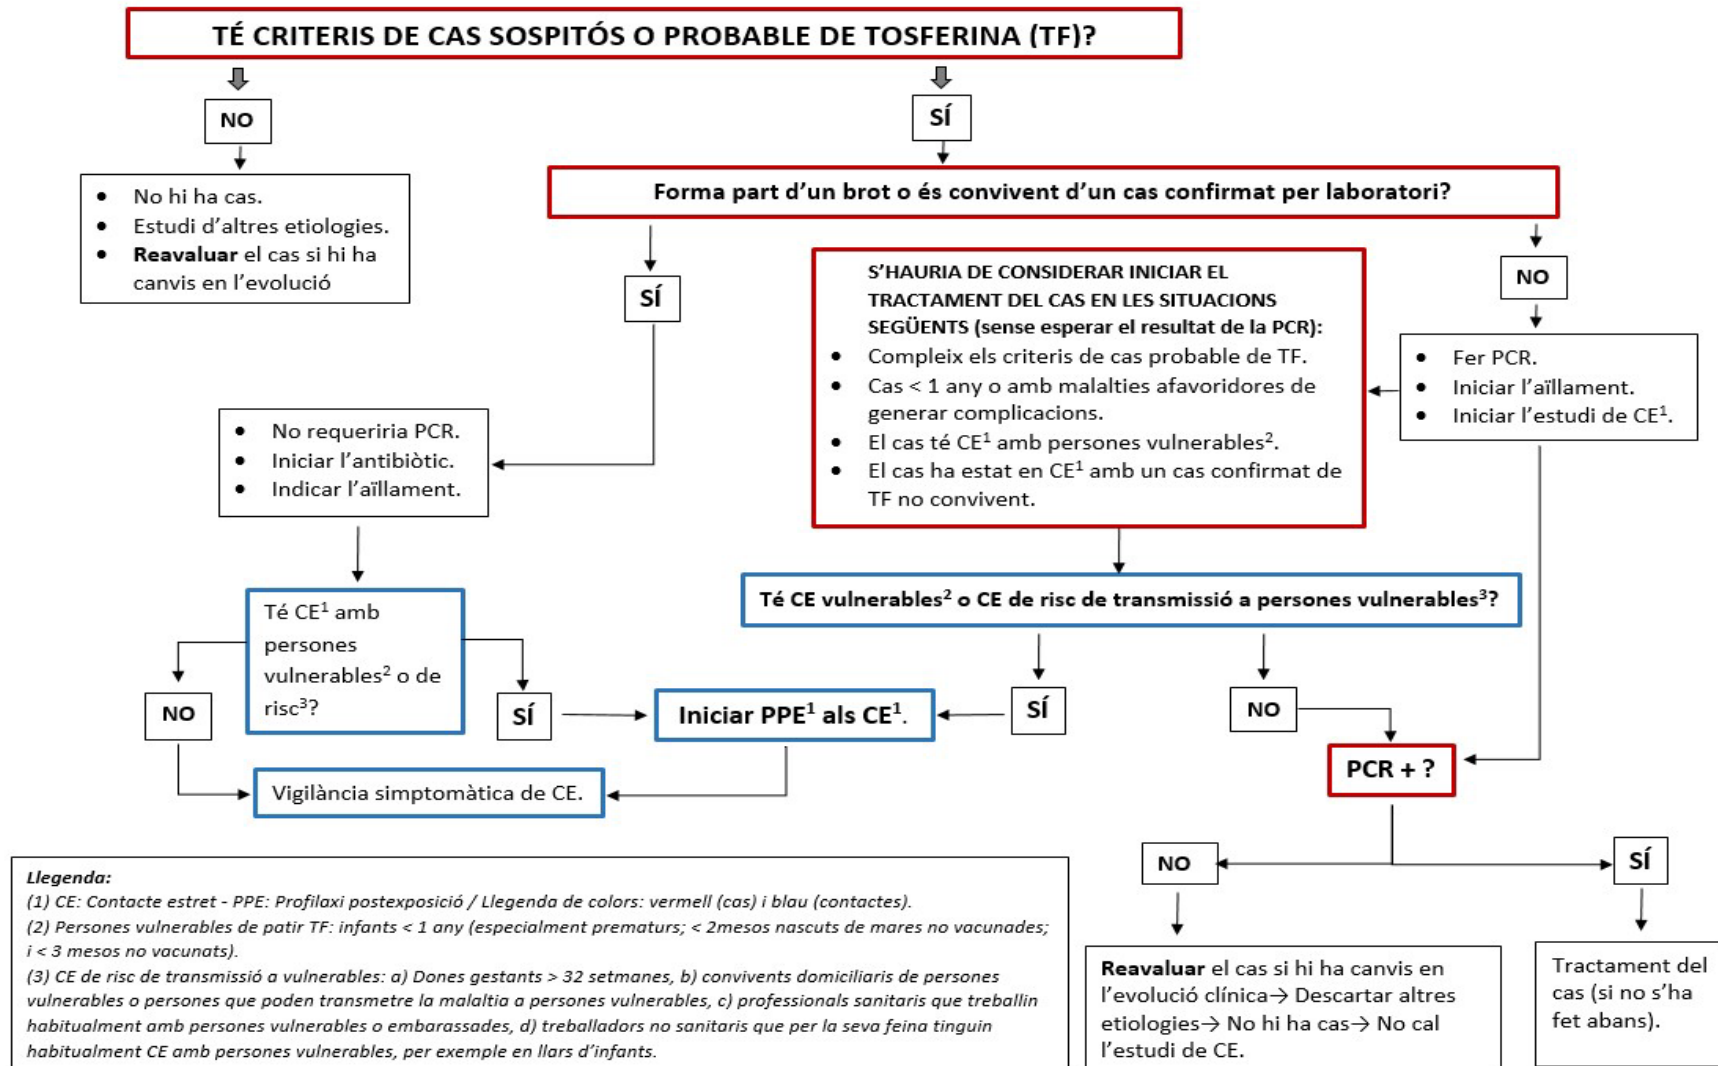 TÉ CRITERIS DE CAS SOSPITÓS O PROBABLE DE TOSFERINA (TF)?
NO
SÍ
• No hi ha cas.
• Estudi d'altres etiologies.
• Reavaluar el cas si hi ha
canvis en l'evolució
Forma part d'un brot o és convivent d'un cas confirmat per laboratori?
SÍ
NO
S'HAURIA DE CONSIDERAR INICIAR EL
TRACTAMENT DEL CAS EN LES SITUACIONS
SEGÜENTS (sense esperar el resultat de la PCR):
• Compleix els criteris de cas probable de TF.
• Cas < 1 any o amb malalties afavoridores de
generar complicacions.
• El cas té CE¹ amb persones vulnerables².
• El cas ha estat en CE¹ amb un cas confirmat de
TF no convivent.
• Fer PCR.
• Iniciar l'aïllament.
• Iniciar l'estudi de CE¹.
• No requeriria PCR.
• Iniciar l'antibiòtic.
• Indicar l'aïllament.
Té CE¹ amb
persones
vulnerables² o de
risc³?
Té CE vulnerables² o CE de risc de transmissió a persones vulnerables³?
NO
SÍ
Iniciar PPE¹ als CE¹.
SÍ
NO
Vigilància simptomàtica de CE.
PCR + ?
NO
SÍ
Reavaluar el cas si hi ha canvis en
l'evolució clínica→ Descartar altres
etiologies→ No hi ha cas→ No cal
l'estudi de CE.
Tractament del
cas (si no s'ha
fet abans).
Llegenda:
(1) CE: Contacte estret - PPE: Profilaxi postexposició / Llegenda de colors: vermell (cas) i blau (contactes).
(2) Persones vulnerables de patir TF: infants < 1 any (especialment prematurs; < 2mesos nascuts de mares no vacunades;
i < 3 mesos no vacunats).
(3) CE de risc de transmissió a vulnerables: a) Dones gestants > 32 setmanes, b) convivents domiciliaris de persones
vulnerables o persones que poden transmetre la malaltia a persones vulnerables, c) professionals sanitaris que treballin
habitualment amb persones vulnerables o embarassades, d) treballadors no sanitaris que per la seva feina tinguin
habitualment CE amb persones vulnerables, per exemple en llars d'infants.